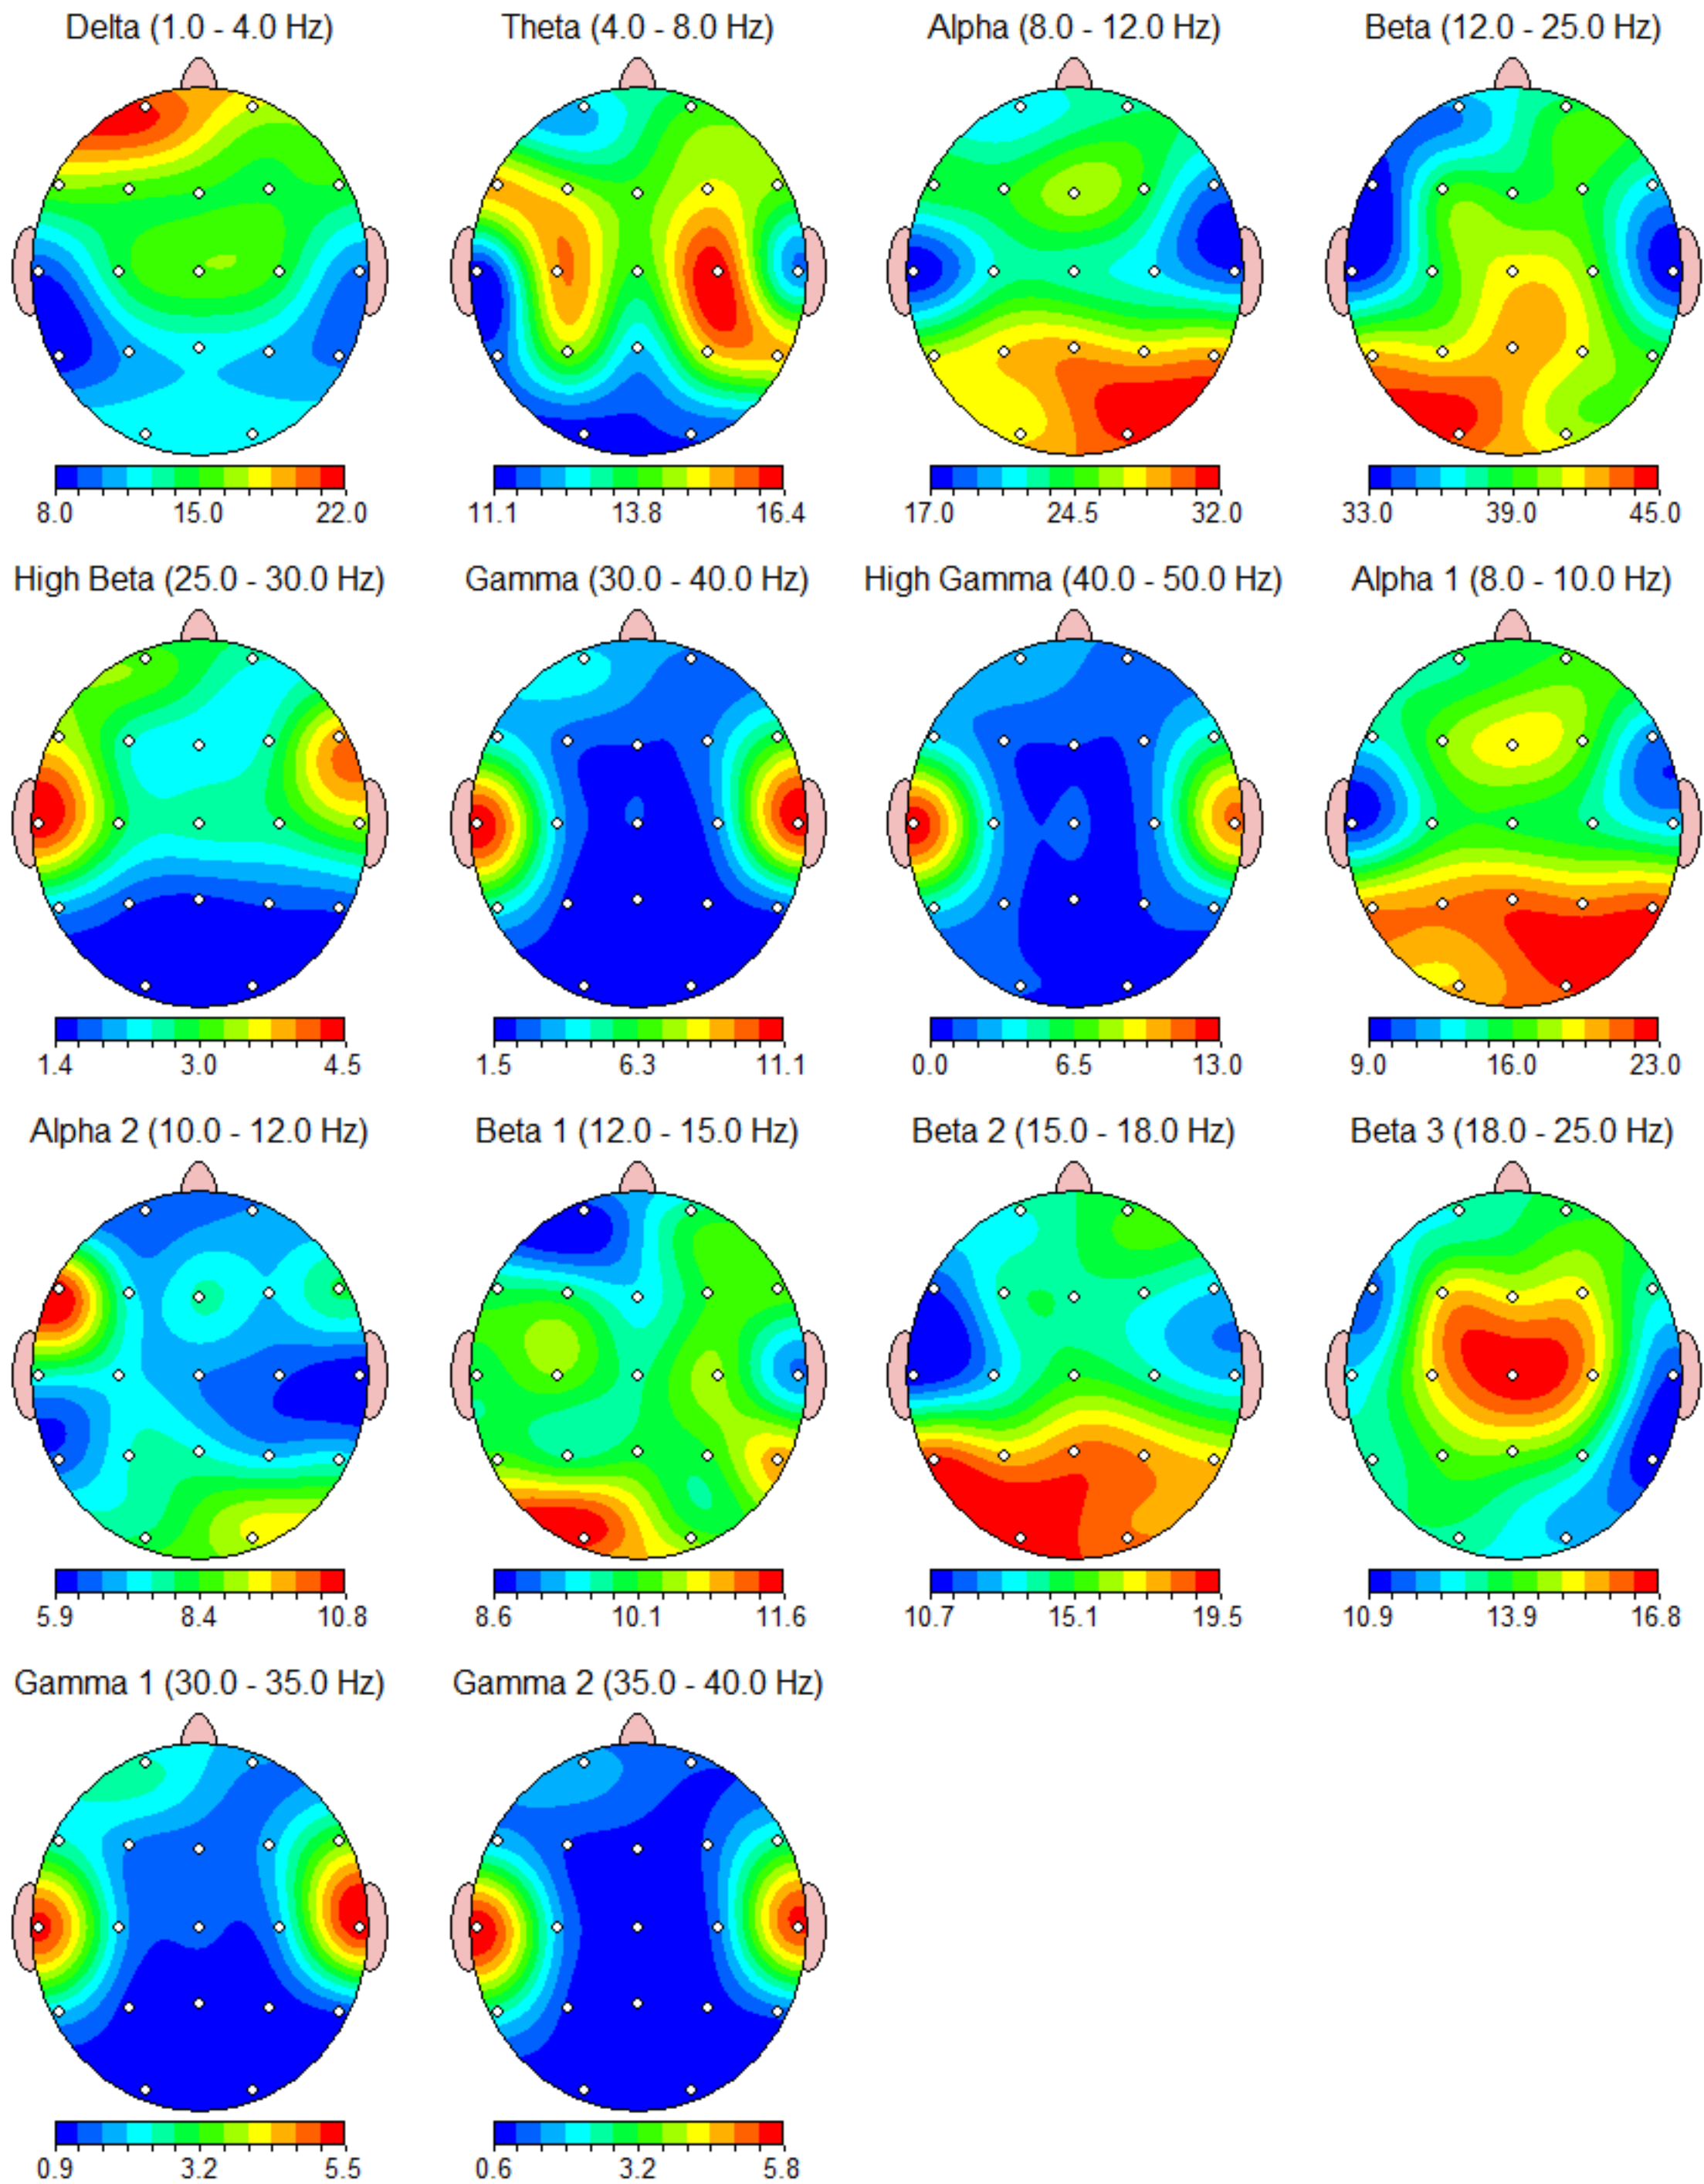 Delta (1.0 - 4.0 Hz) Theta (4.0 - 8.0 Hz) Alpha (8.0 - 12.0 Hz) Beta (12.0 - 25.0 Hz)
8.0 15.0 22.0 11.1 13.8 16.4 17.0 24.5 32.0 33.0 39.0 45.0
High Beta (25.0 - 30.0 Hz) Gamma (30.0 - 40.0 Hz) High Gamma (40.0 - 50.0 Hz) Alpha 1 (8.0 - 10.0 Hz)
1.4 3.0 4.5 1.5 6.3 11.1 0.0 6.5 13.0 9.0 16.0 23.0
Alpha 2 (10.0 - 12.0 Hz) Beta 1 (12.0 - 15.0 Hz) Beta 2 (15.0 - 18.0 Hz) Beta 3 (18.0 - 25.0 Hz)
5.9 8.4 10.8 8.6 10.1 11.6 10.7 15.1 19.5 10.9 13.9 16.8
Gamma 1 (30.0 - 35.0 Hz) Gamma 2 (35.0 - 40.0 Hz)
0.9 3.2 5.5 0.6 3.2 5.8